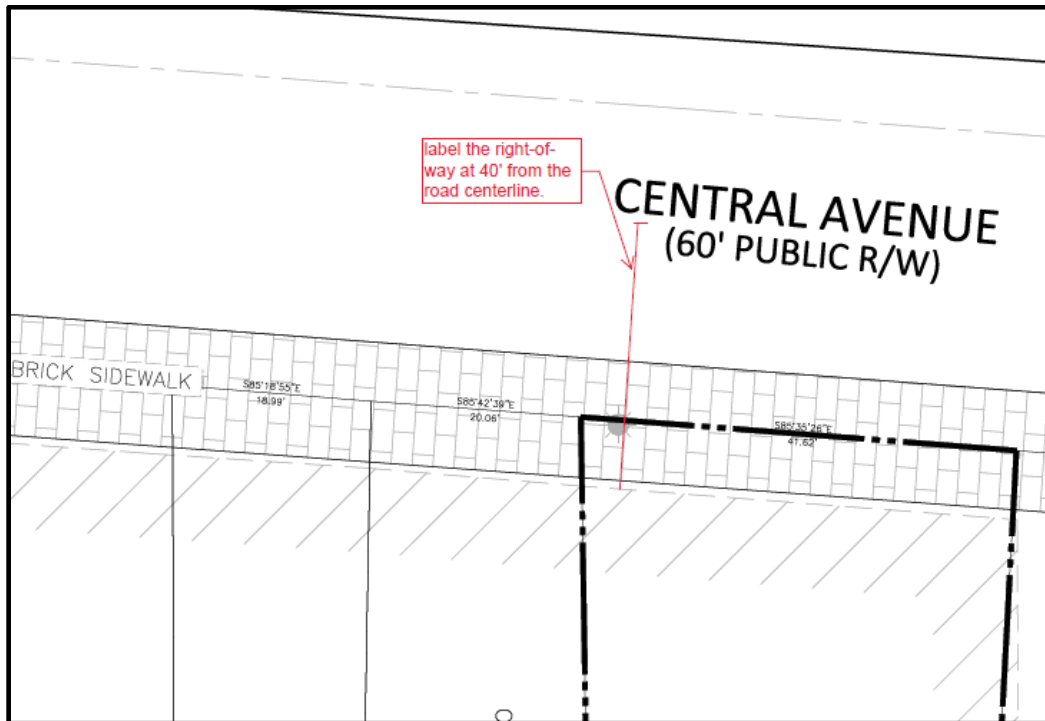 label the right-of-
way at 40' from the
road centerline.
CENTRAL AVENUE
(60' PUBLIC R/W)
BRICK SIDEWALK
S85°18'55"E
18.99'
S85°42'39"E
20.06'
S85°35'26"E
41.62'